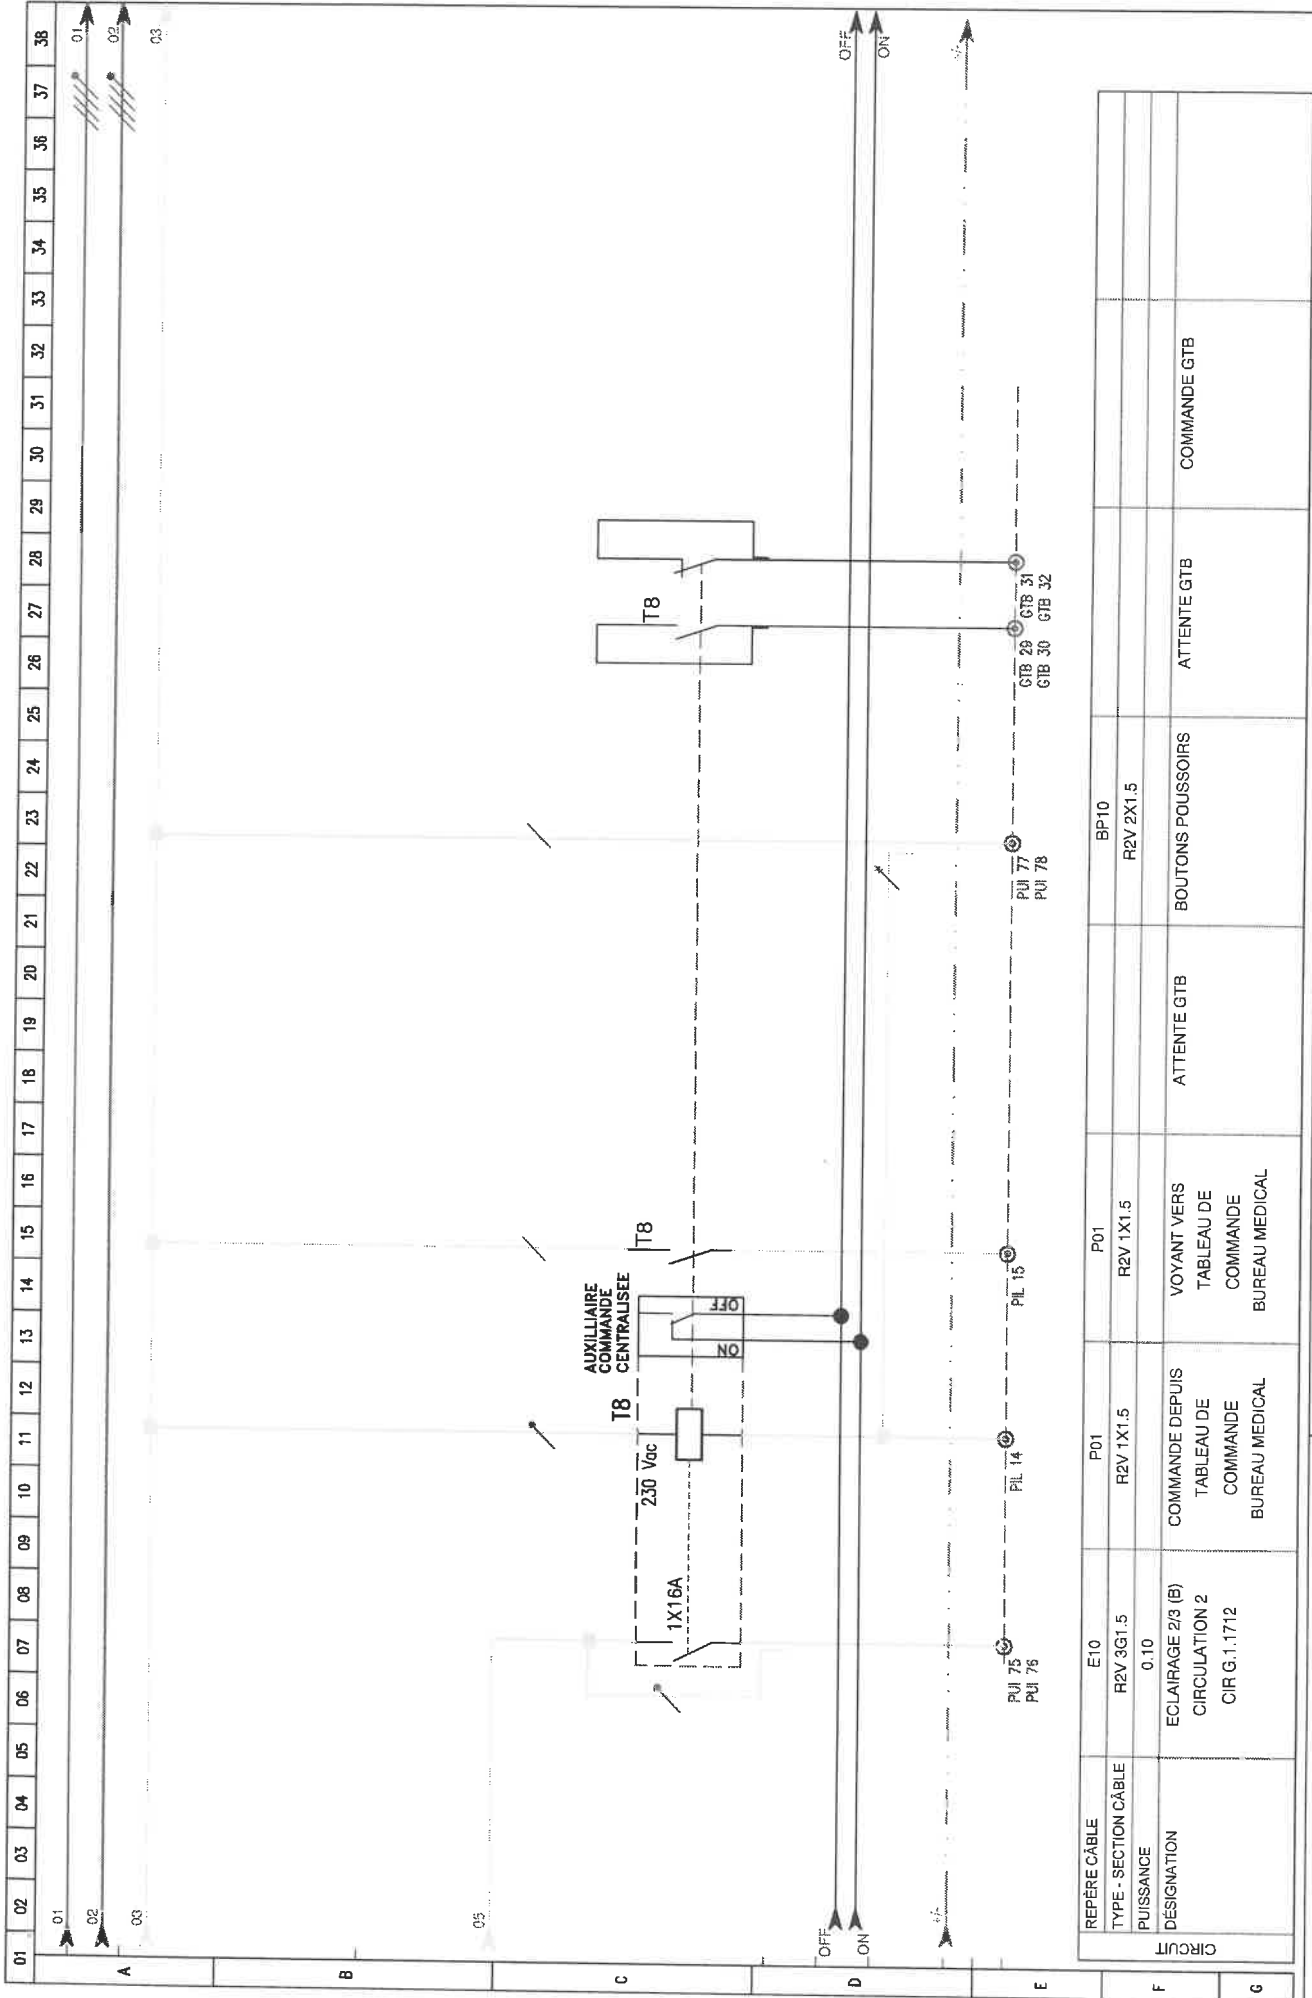 01 02 03 04 05 06 07 08 09 10 11 12 13 14 15 16 17 18 19 20 21 22 23 24 25 26 27 28 29 30 31 32 33 34 35 36 37 38
01 01
02 02
03 03
A
B
05
C
AUXILLIAIRE
COMMANDE
CENTRALISEE
T8
T8
T8
230 Vac
1X16A
ON
OFF
OFF OFF
ON ON
D
+/-
E
PUI 75
PUI 76
PIL 14
PIL 15
PUI 77
PUI 78
GTB 29
GTB 30
GTB 31
GTB 32
F
G
CIRCUIT
REPÈRE CÂBLE E10 P01 P01 BP10
TYPE - SECTION CÂBLE R2V 3G1.5 R2V 1X1.5 R2V 1X1.5 R2V 2X1.5
PUISSANCE 0.10
DÉSIGNATION
ECLAIRAGE 2/3 (B)
CIRCULATION 2
CIR G.1.1712
COMMANDE DEPUIS
TABLEAU DE
COMMANDE
BUREAU MEDICAL
VOYANT VERS
TABLEAU DE
COMMANDE
BUREAU MEDICAL
ATTENTE GTB
BOUTONS POUSSOIRS
ATTENTE GTB
COMMANDE GTB